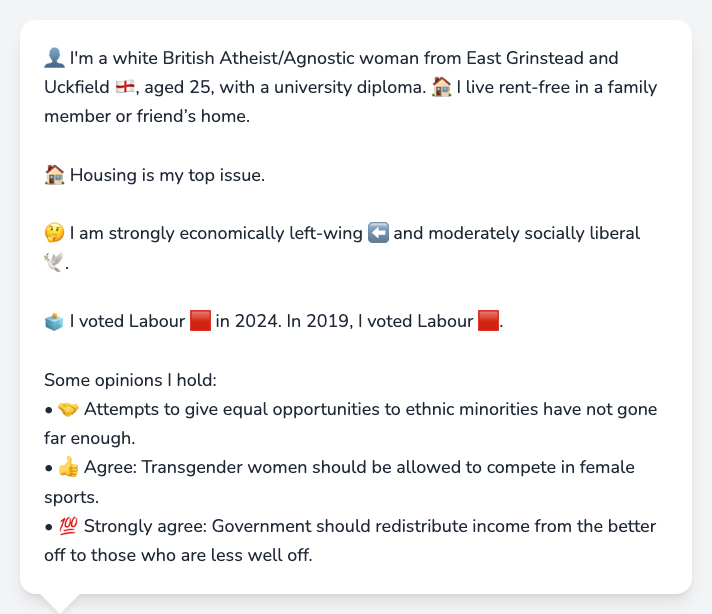 👤 I'm a white British Atheist/Agnostic woman from East Grinstead and
Uckfield 🏴󠁧󠁢󠁥󠁮󠁧󠁿, aged 25, with a university diploma. 🏠 I live rent-free in a family
member or friend’s home.
🏠 Housing is my top issue.
🤔 I am strongly economically left-wing ⬅️ and moderately socially liberal
🕊️.
🗳️ I voted Labour 🟥 in 2024. In 2019, I voted Labour 🟥.
Some opinions I hold:
• 🤝 Attempts to give equal opportunities to ethnic minorities have not gone
far enough.
• 👍 Agree: Transgender women should be allowed to compete in female
sports.
• 💯 Strongly agree: Government should redistribute income from the better
off to those who are less well off.